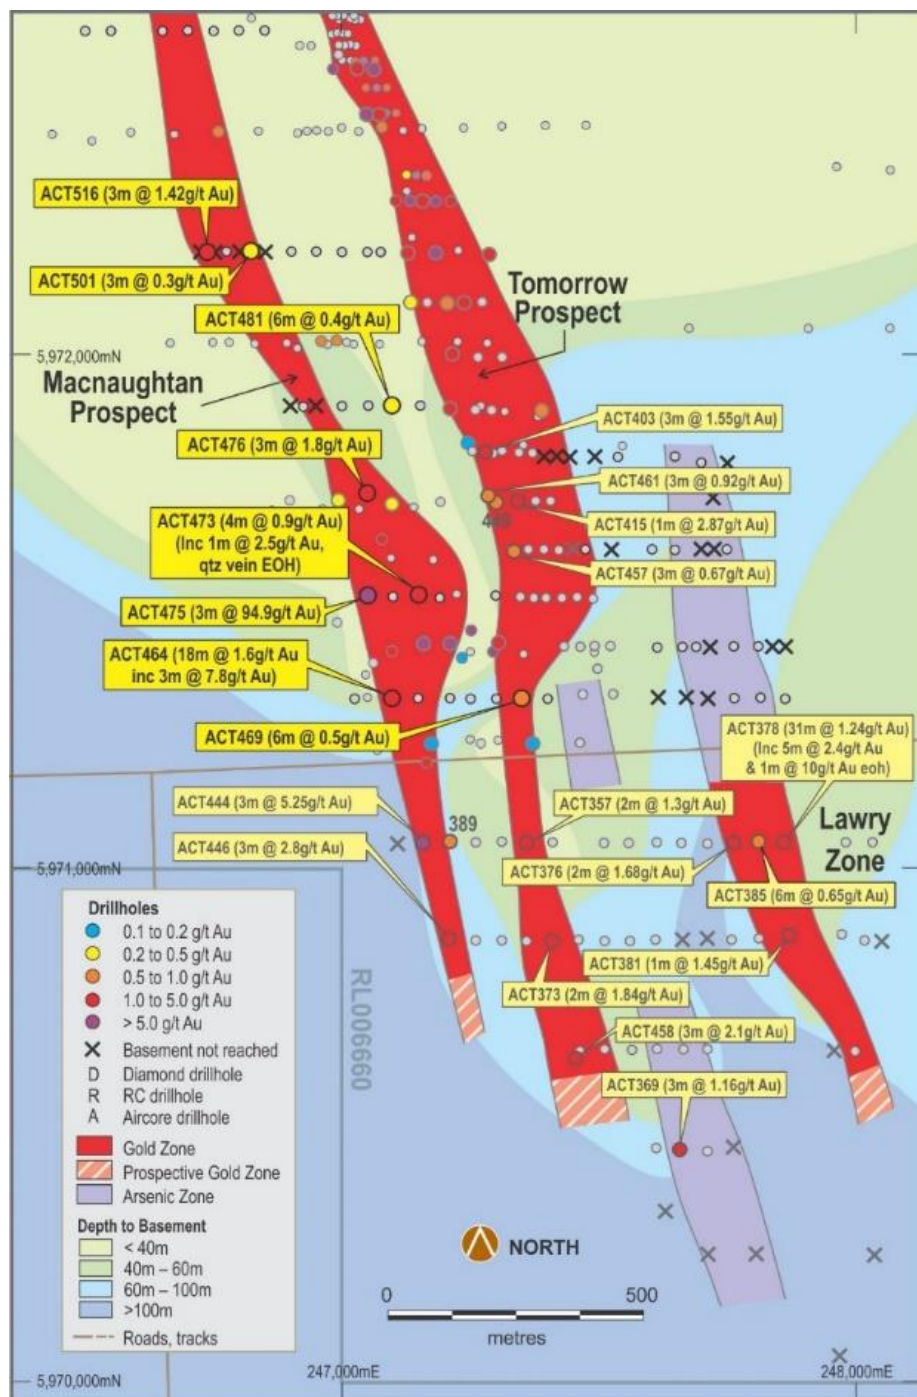 ACT516 (3m @ 1.42g/t Au)
ACT501 (3m @ 0.3g/t Au)
Tomorrow
Prospect
ACT481 (6m @ 0.4g/t Au)
5,972,000mN
Macnaughtan
Prospect
ACT403 (3m @ 1.55g/t Au)
ACT476 (3m @ 1.8g/t Au)
ACT461 (3m @ 0.92g/t Au)
ACT473 (4m @ 0.9g/t Au)
(Inc 1m @ 2.5g/t Au,
qtz vein EOH)
ACT415 (1m @ 2.87g/t Au)
ACT457 (3m @ 0.67g/t Au)
ACT475 (3m @ 94.9g/t Au)
ACT464 (18m @ 1.6g/t Au
inc 3m @ 7.8g/t Au)
ACT469 (6m @ 0.5g/t Au)
ACT378 (31m @ 1.24g/t Au)
(Inc 5m @ 2.4g/t Au
& 1m @ 10g/t Au eoh)
ACT444 (3m @ 5.25g/t Au)
389
ACT357 (2m @ 1.3g/t Au)
Lawry
Zone
ACT446 (3m @ 2.8g/t Au)
ACT376 (2m @ 1.68g/t Au)
5,971,000mN
ACT385 (6m @ 0.65g/t Au)
ACT381 (1m @ 1.45g/t Au)
ACT373 (2m @ 1.84g/t Au)
ACT458 (3m @ 2.1g/t Au)
ACT369 (3m @ 1.16g/t Au)
RL006660
Drillholes
0.1 to 0.2 g/t Au
0.2 to 0.5 g/t Au
0.5 to 1.0 g/t Au
1.0 to 5.0 g/t Au
> 5.0 g/t Au
Basement not reached
D Diamond drillhole
R RC drillhole
A Aircore drillhole
Gold Zone
Prospective Gold Zone
Arsenic Zone
Depth to Basement
< 40m
40m – 60m
60m – 100m
>100m
Roads, tracks
NORTH
0 500
metres
5,970,000mN
247,000mE
248,000mE